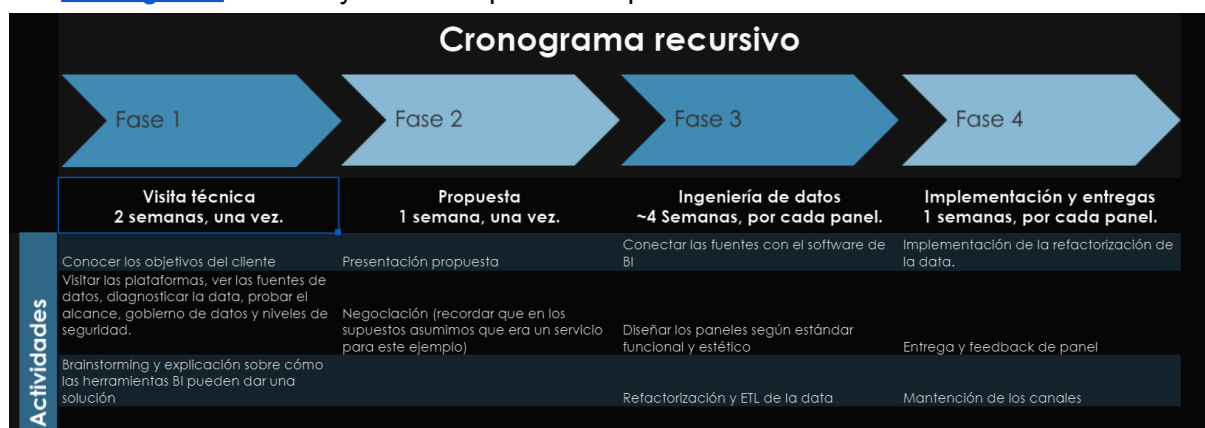 Cronograma recursivo
Fase 1
Fase 2
Fase 3
Fase 4
Visita técnica
2 semanas, una vez.
Propuesta
1 semana, una vez.
Ingeniería de datos
~4 Semanas, por cada panel.
Implementación y entregas
1 semanas, por cada panel.
Actividades
Conocer los objetivos del cliente
Presentación propuesta
Conectar las fuentes con el software de
BI
Implementación de la refactorización de
la data.
Visitar las plataformas, ver las fuentes de
datos, diagnosticar la data, probar el
alcance, gobierno de datos y niveles de
seguridad.
Negociación (recordar que en los
supuestos asumimos que era un servicio
para este ejemplo)
Diseñar los paneles según estándar
funcional y estético
Entrega y feedback de panel
Brainstorming y explicación sobre cómo
las herramientas BI pueden dar una
solución
Refactorización y ETL de la data
Mantención de los canales